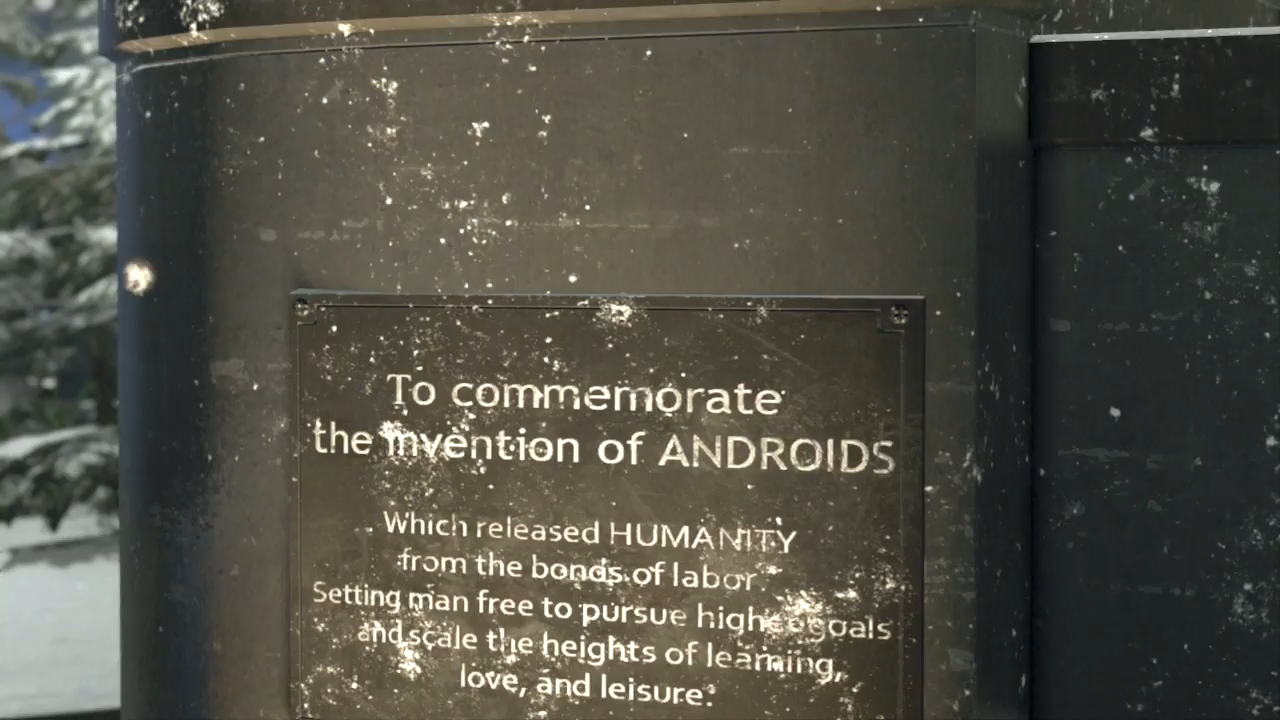 To commemorate
the invention of ANDROIDS
Which released HUMANITY
from the bonds of labor
Setting man free to pursue higher goals
and scale the heights of learning,
love, and leisure.